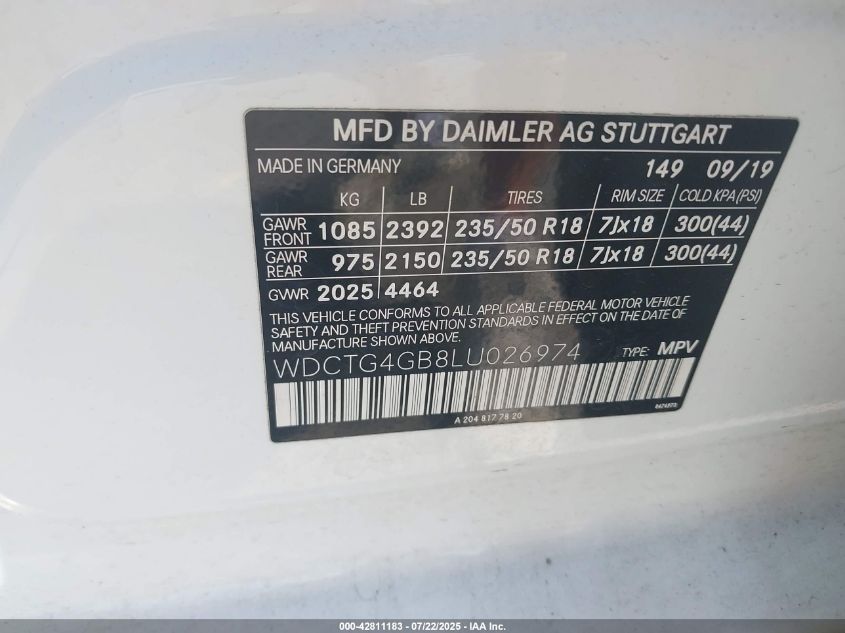 MFD BY DAIMLER AG STUTTGART
MADE IN GERMANY 149 09/19
KG LB TIRES RIM SIZE COLD KPA (PSI)
GAWR FRONT 1085 2392 235/50 R18 7Jx18 300(44)
GAWR REAR 975 2150 235/50 R18 7Jx18 300(44)
GVWR 2025 4464
THIS VEHICLE CONFORMS TO ALL APPLICABLE FEDERAL MOTOR VEHICLE
SAFETY AND THEFT PREVENTION STANDARDS IN EFFECT ON THE DATE OF
MANUFACTURE SHOWN ABOVE.
WDCTG4GB8LU026974 TYPE: MPV
A 204 817 78 20
000-42811183 - 07/22/2025 - IAA Inc.